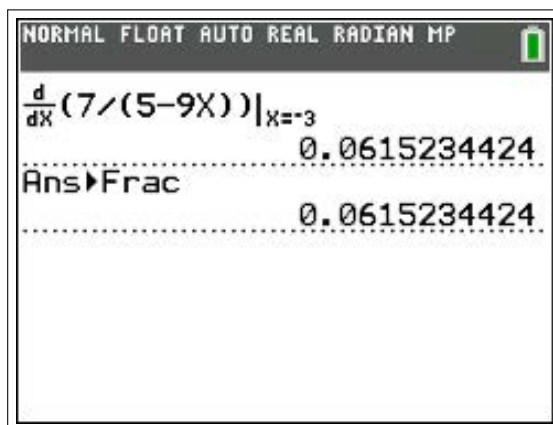 NORMAL FLOAT AUTO REAL RADIAN MP
d/dX(7/(5-9X))|X=-3
0.0615234424
Ans▶Frac
0.0615234424